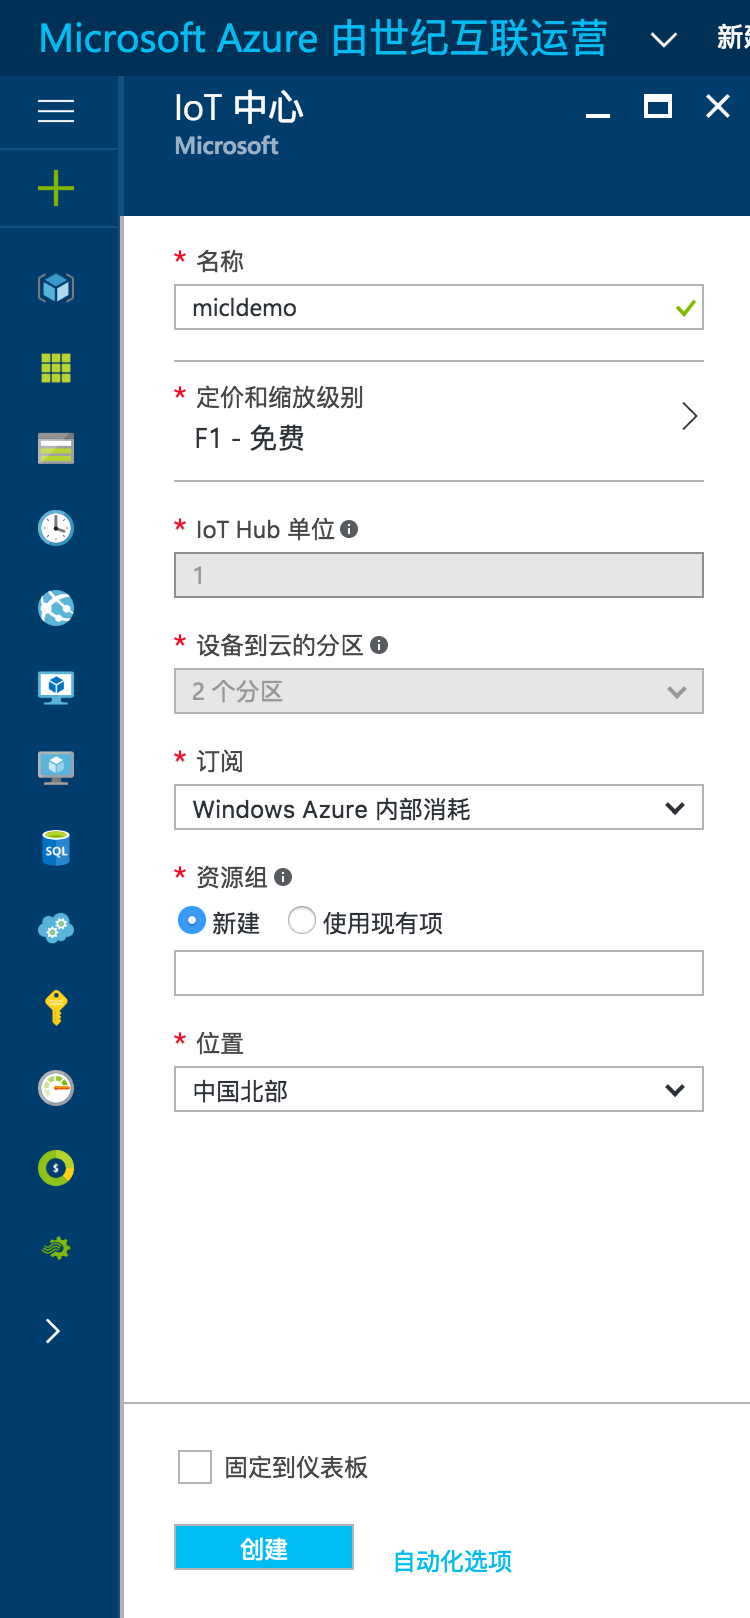 Microsoft Azure 由世纪互联运营
IoT 中心
Microsoft
* 名称
micldemo
* 定价和缩放级别
F1 - 免费
* IoT Hub 单位
1
* 设备到云的分区
2 个分区
* 订阅
Windows Azure 内部消耗
* 资源组
新建 使用现有项
* 位置
中国北部
SQL
固定到仪表板
创建 自动化选项